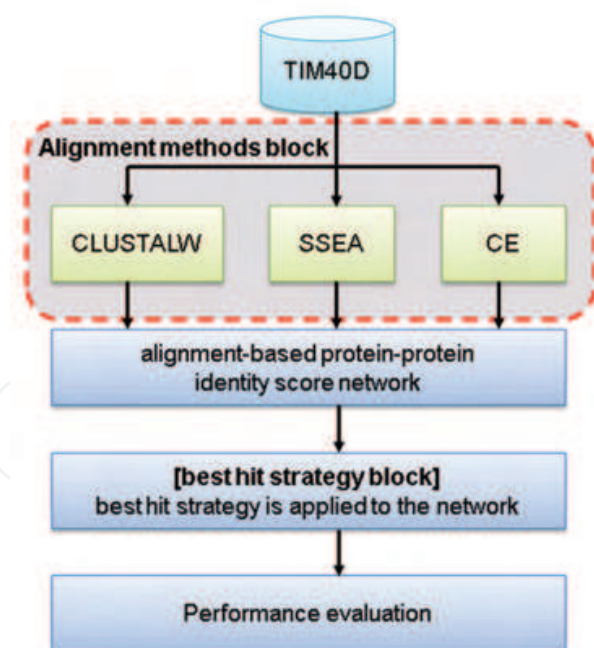 TIM40D
Alignment methods block
CLUSTALW
SSEA
CE
alignment-based protein-protein
identity score network
[best hit strategy block]
best hit strategy is applied to the network
Performance evaluation